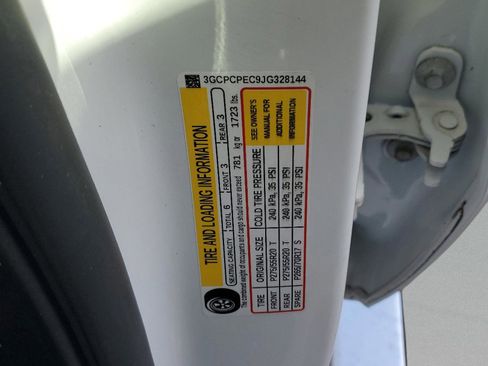 3GCPCPEC9JG328144
TIRE AND LOADING INFORMATION
SEATING CAPACITY TOTAL 6 FRONT 3 REAR 3
The combined weight of occupants and cargo should never exceed 781 kg or 1723 lbs.
TIRE ORIGINAL SIZE COLD TIRE PRESSURE
FRONT P275/55R20 T 240 kPa, 35 PSI
REAR P275/55R20 T 240 kPa, 35 PSI
SPARE P265/70R17 S 240 kPa, 35 PSI
SEE OWNER'S
MANUAL FOR
ADDITIONAL
INFORMATION